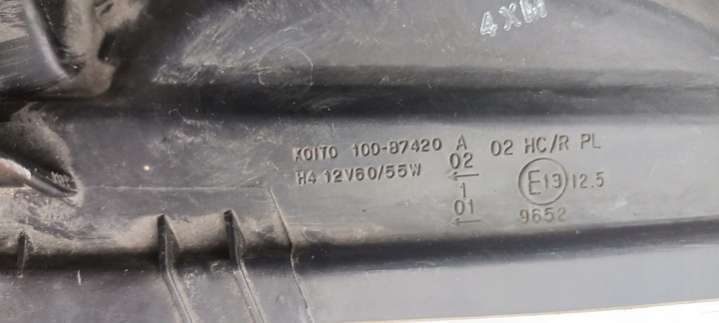 4XM
KOITO 100-87420 A
H4 12V60/55W
02
1
01
02 HC/R PL
E13 12.5
9652